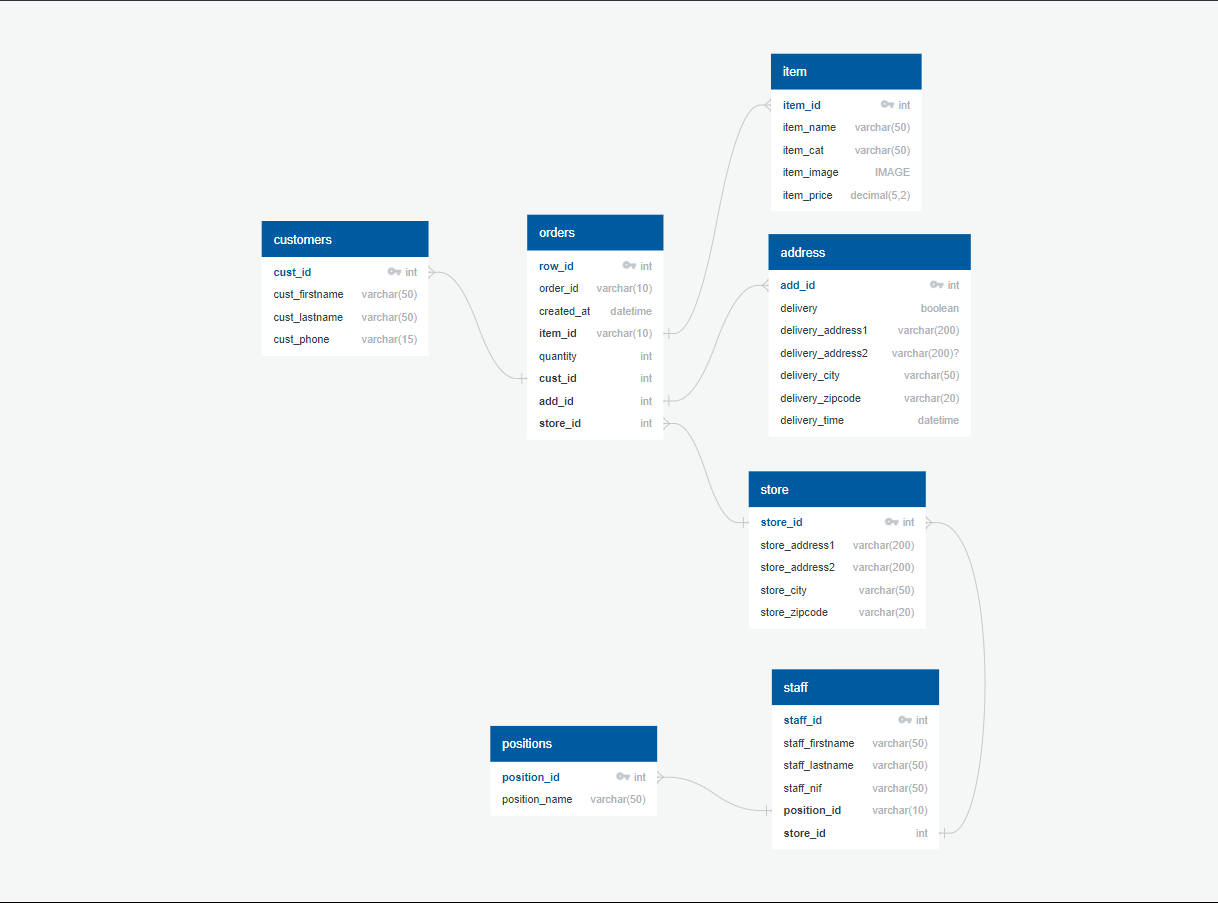 item
item_id int
item_name varchar(50)
item_cat varchar(50)
item_image IMAGE
item_price decimal(5,2)
customers
cust_id int
cust_firstname varchar(50)
cust_lastname varchar(50)
cust_phone varchar(15)
orders
row_id int
order_id varchar(10)
created_at datetime
item_id varchar(10)
quantity int
cust_id int
add_id int
store_id int
address
add_id int
delivery boolean
delivery_address1 varchar(200)
delivery_address2 varchar(200)?
delivery_city varchar(50)
delivery_zipcode varchar(20)
delivery_time datetime
store
store_id int
store_address1 varchar(200)
store_address2 varchar(200)
store_city varchar(50)
store_zipcode varchar(20)
staff
staff_id int
staff_firstname varchar(50)
staff_lastname varchar(50)
staff_nif varchar(50)
position_id varchar(10)
store_id int
positions
position_id int
position_name varchar(50)